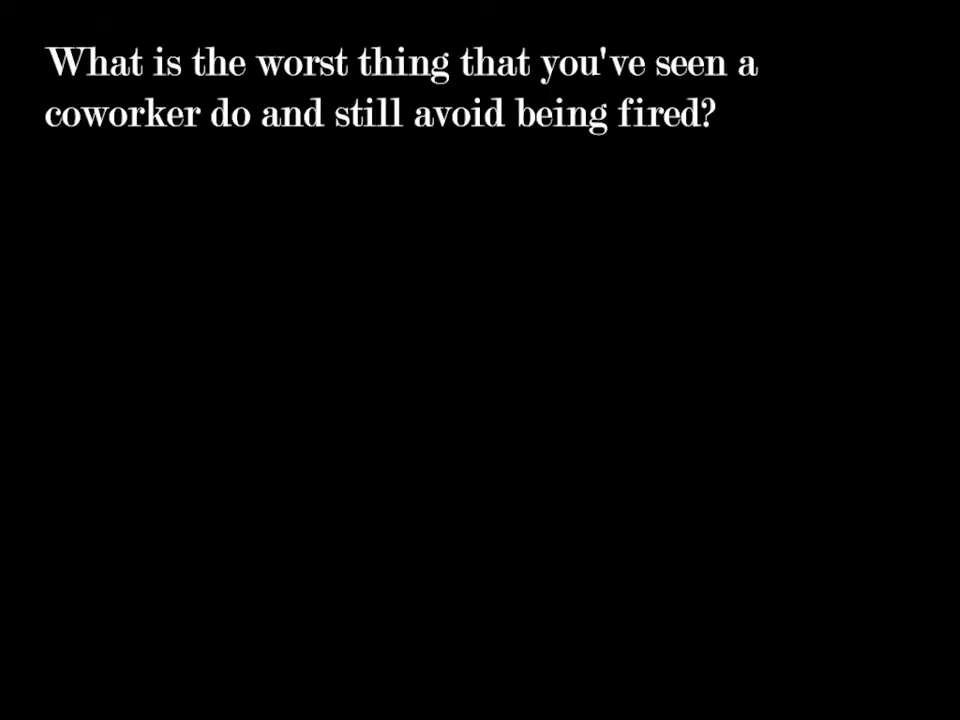 What is the worst thing that you've seen a
coworker do and still avoid being fired?